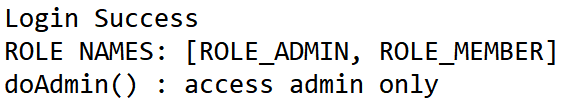 Login Success
ROLE NAMES: [ROLE_ADMIN, ROLE_MEMBER]
doAdmin() : access admin only